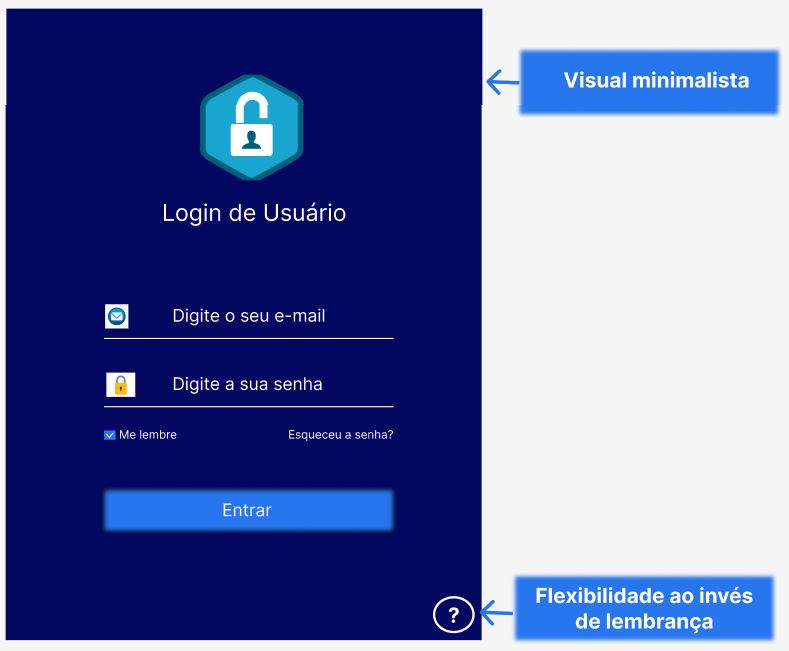 Visual minimalista
Login de Usuário
Digite o seu e-mail
Digite a sua senha
Me lembre
Esqueceu a senha?
Entrar
?
Flexibilidade ao invés
de lembrança